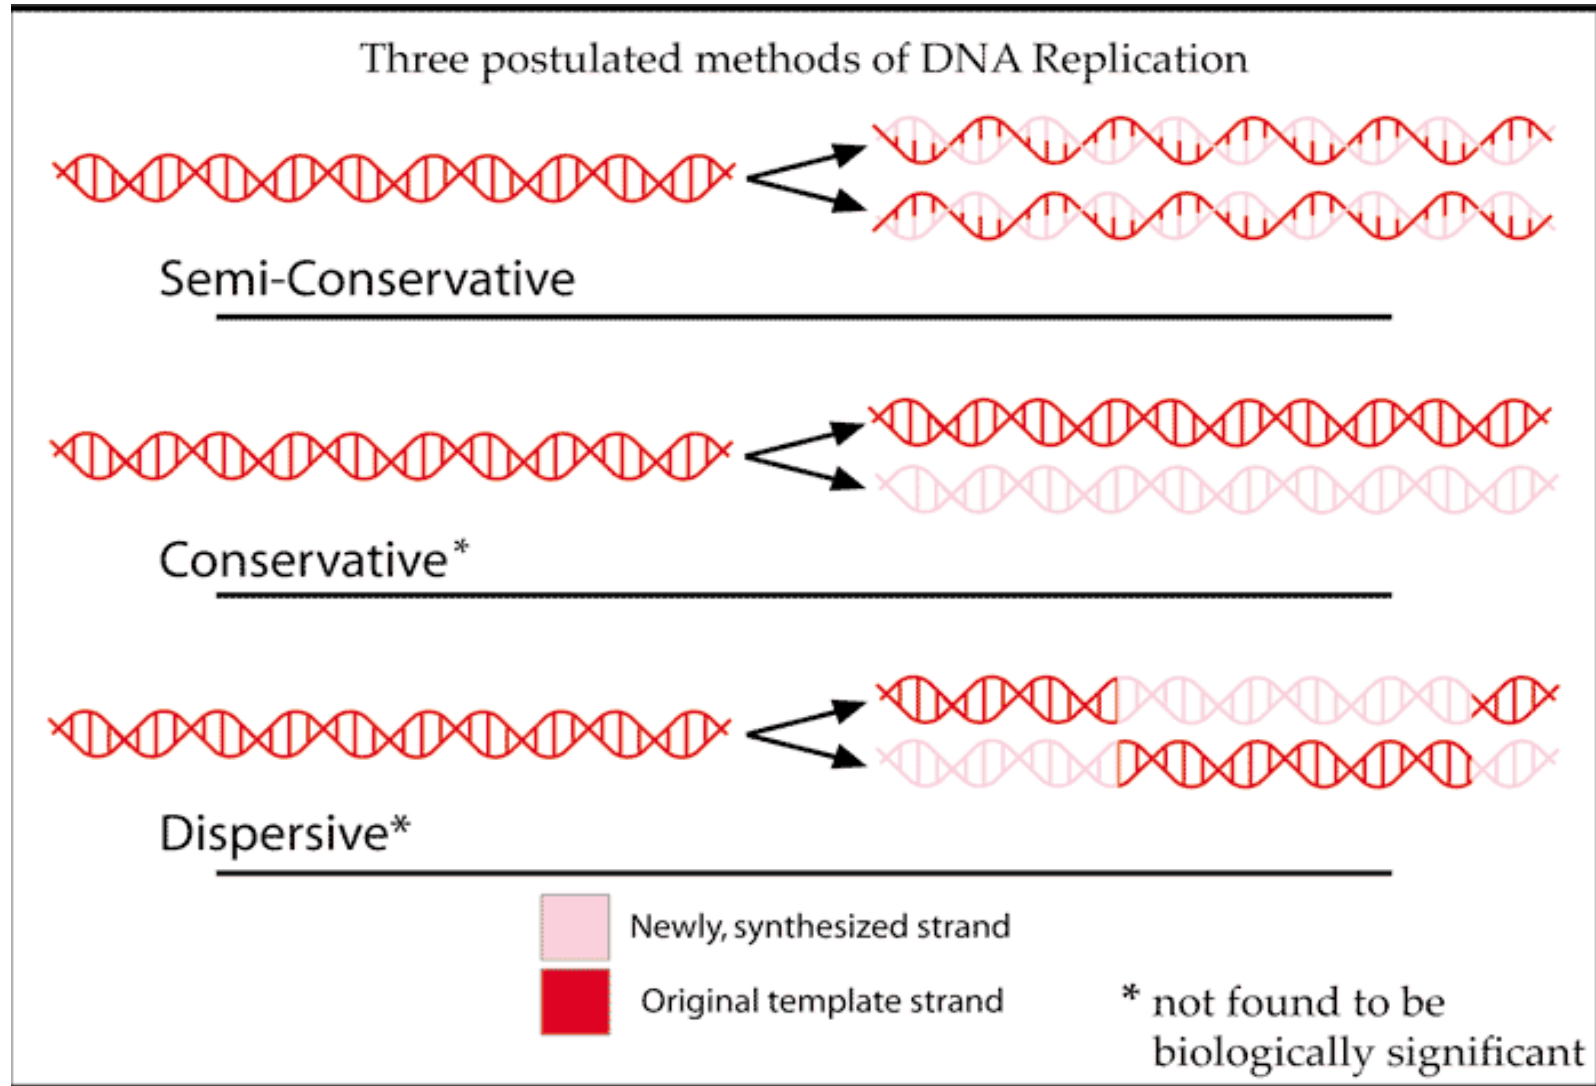 Three postulated methods of DNA Replication
Semi-Conservative
Conservative*
Dispersive*
Newly, synthesized strand
Original template strand
* not found to be
biologically significant